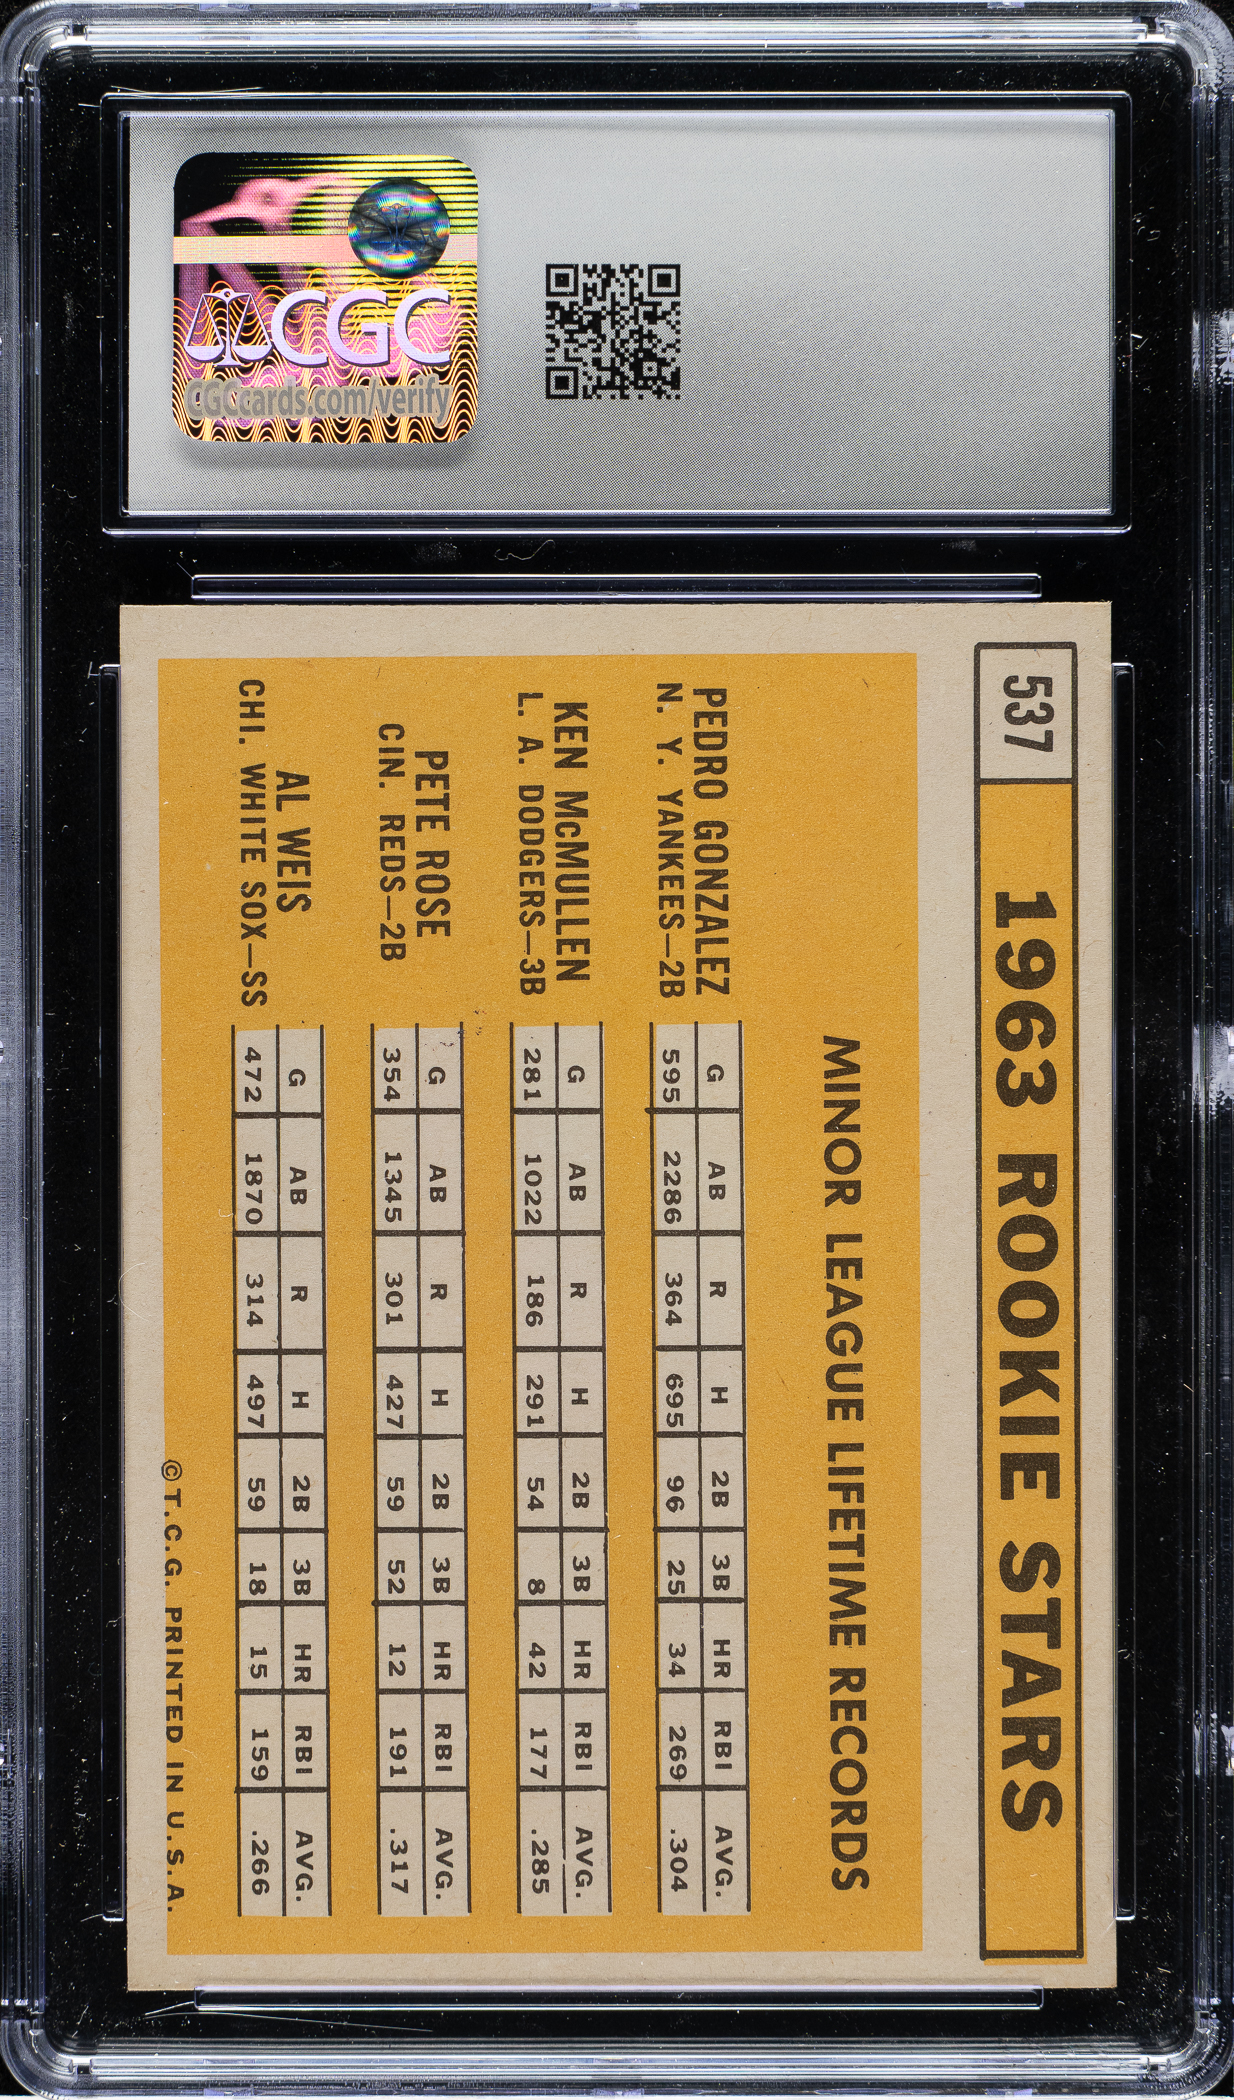 CGC
CGCcards.com/verify
537
1963 ROOKIE STARS
MINOR LEAGUE LIFETIME RECORDS
PEDRO GONZALEZ
N. Y. YANKEES—2B
G AB R H 2B 3B HR RBI AVG.
595 2286 364 695 96 25 34 269 .304
KEN McMULLEN
L. A. DODGERS—3B
G AB R H 2B 3B HR RBI AVG.
281 1022 186 291 54 8 42 177 .285
PETE ROSE
CIN. REDS—2B
G AB R H 2B 3B HR RBI AVG.
354 1345 301 427 59 52 12 191 .317
AL WEIS
CHI. WHITE SOX—SS
G AB R H 2B 3B HR RBI AVG.
472 1870 314 497 59 18 15 159 .266
© T.C.G. PRINTED IN U.S.A.